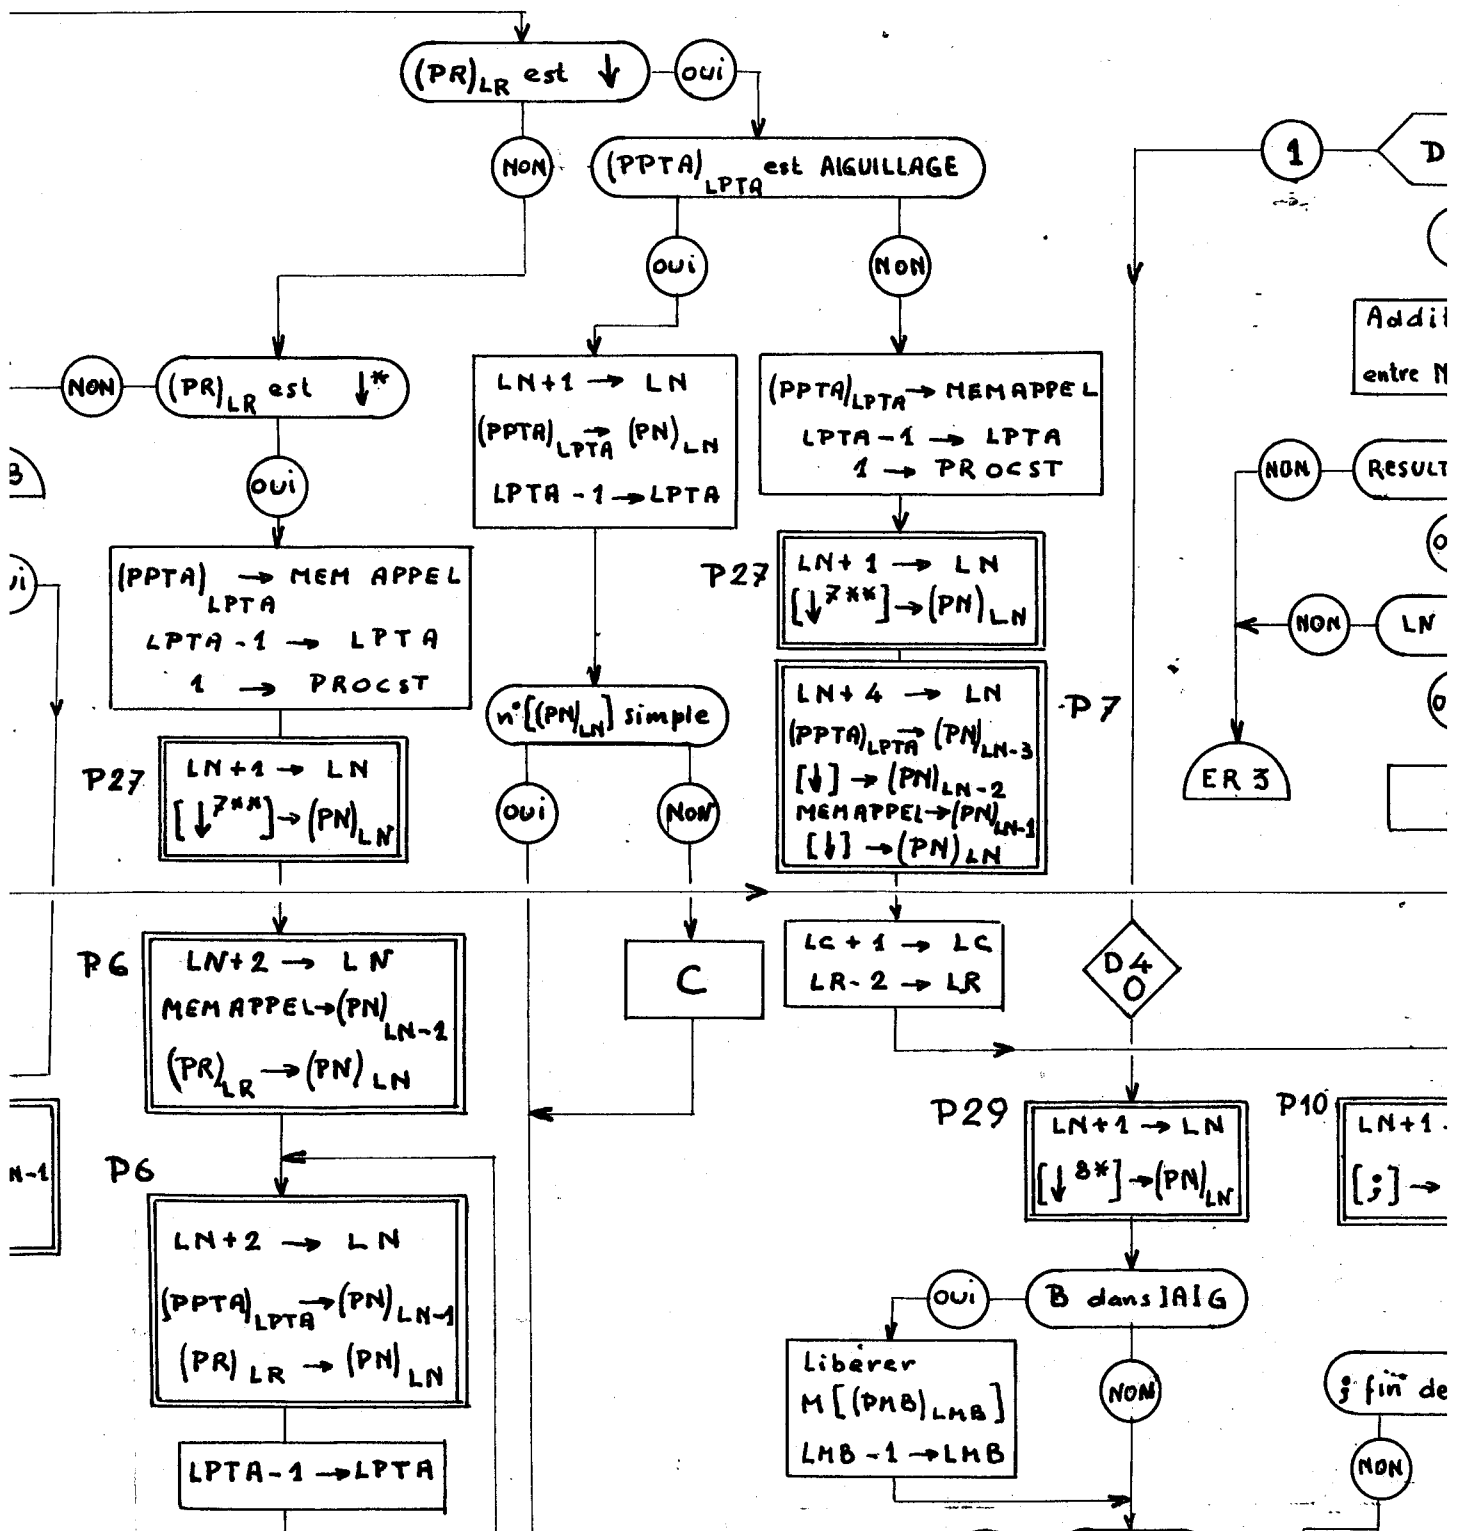 (PR)LR est ↓
OUI
NON
(PPTA)LPTA est AIGUILLAGE
OUI
NON
1
D
Addit
entre N
NON
(PR)LR est ↓*
OUI
LN+1 → LN
(PPTA)LPTA → (PN)LN
LPTA-1 → LPTA
(PPTA)LPTA → MEMAPPEL
LPTA-1 → LPTA
1 → PROCST
NON
RESULT
(PPTA)LPTA → MEM APPEL
LPTA-1 → LPTA
1 → PROCST
P27
LN+1 → LN
[↓7**] → (PN)LN
NON
LN
P27
LN+1 → LN
[↓7**] → (PN)LN
n°[(PN)LN] simple
OUI
NON
P7
LN+4 → LN
(PPTA)LPTA → (PN)LN-3
[↓] → (PN)LN-2
MEMAPPEL → (PN)LN-1
[↓] → (PN)LN
ER 3
P6
LN+2 → LN
MEM APPEL → (PN)LN-1
(PR)LR → (PN)LN
C
LC+1 → LC
LR-2 → LR
D4
0
P29
LN+1 → LN
[↓8*] → (PN)LN
P10
LN+1
[;] →
N-1
P6
LN+2 → LN
(PPTA)LPTA → (PN)LN-1
(PR)LR → (PN)LN
LPTA-1 → LPTA
OUI
B dans IAIG
NON
Libérer
M[(PMB)LMB]
LMB-1 → LMB
; fin de
NON